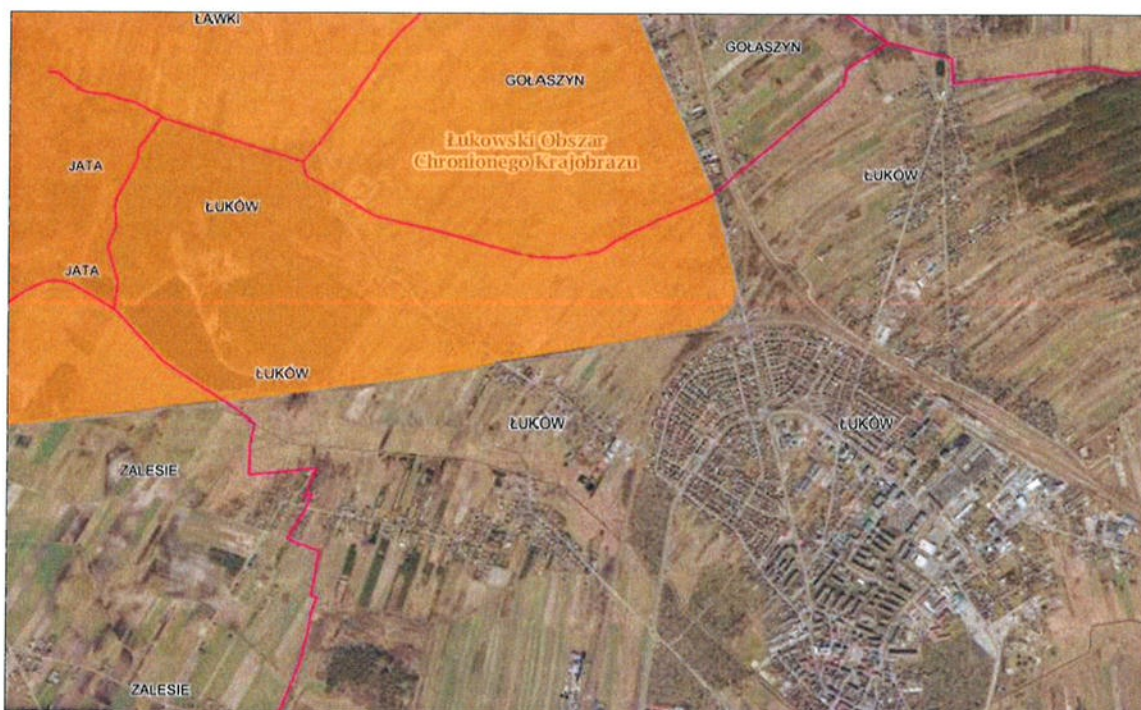 ŁAWKI
GOŁASZYN
GOŁASZYN
Łukowski Obszar
Chronionego Krajobrazu
JATA
ŁUKÓW
ŁUKÓW
JATA
ŁUKÓW
ŁUKÓW
ŁUKÓW
ZALESIE
ZALESIE